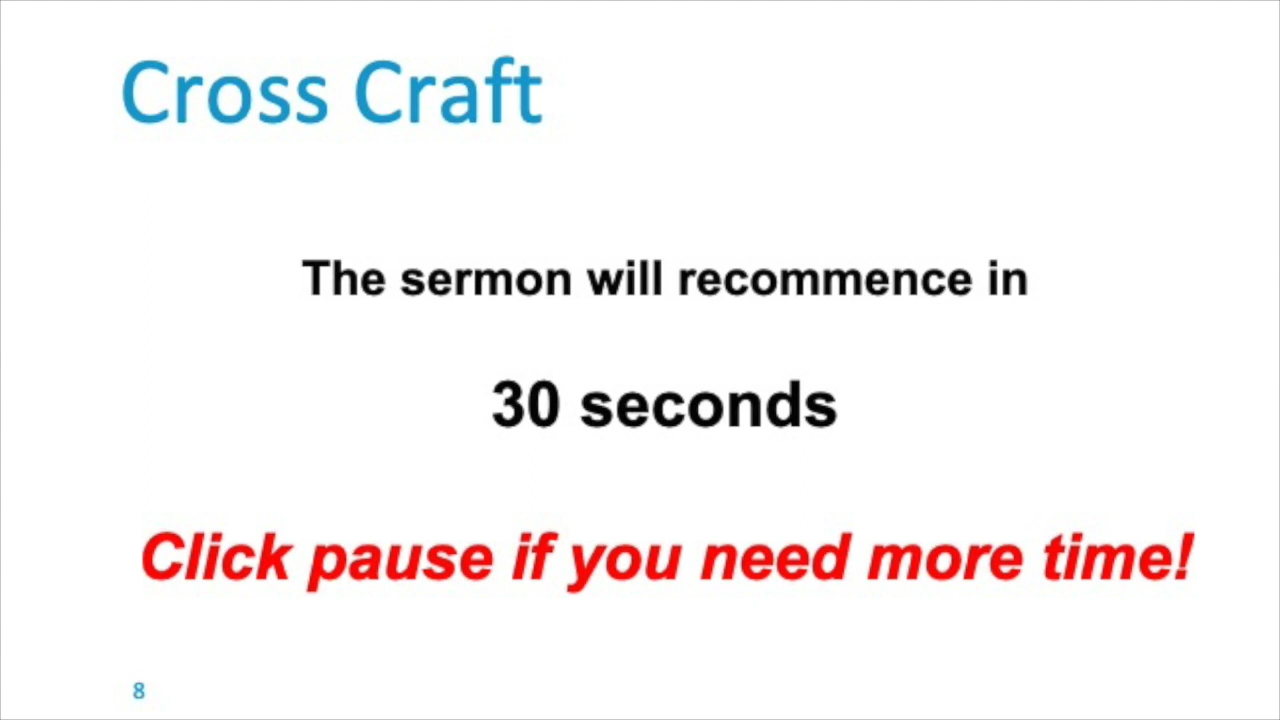 Cross Craft
The sermon will recommence in
30 seconds
Click pause if you need more time!
8